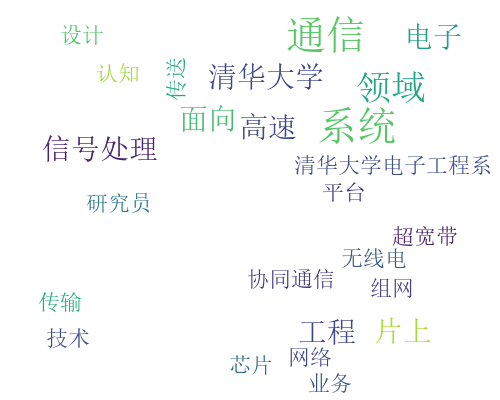 设计
通信
电子
认知
传送
清华大学
领域
面向
高速
系统
信号处理
清华大学电子工程系
平台
研究员
超宽带
无线电
协同通信
组网
传输
技术
工程
片上
芯片
网络
业务